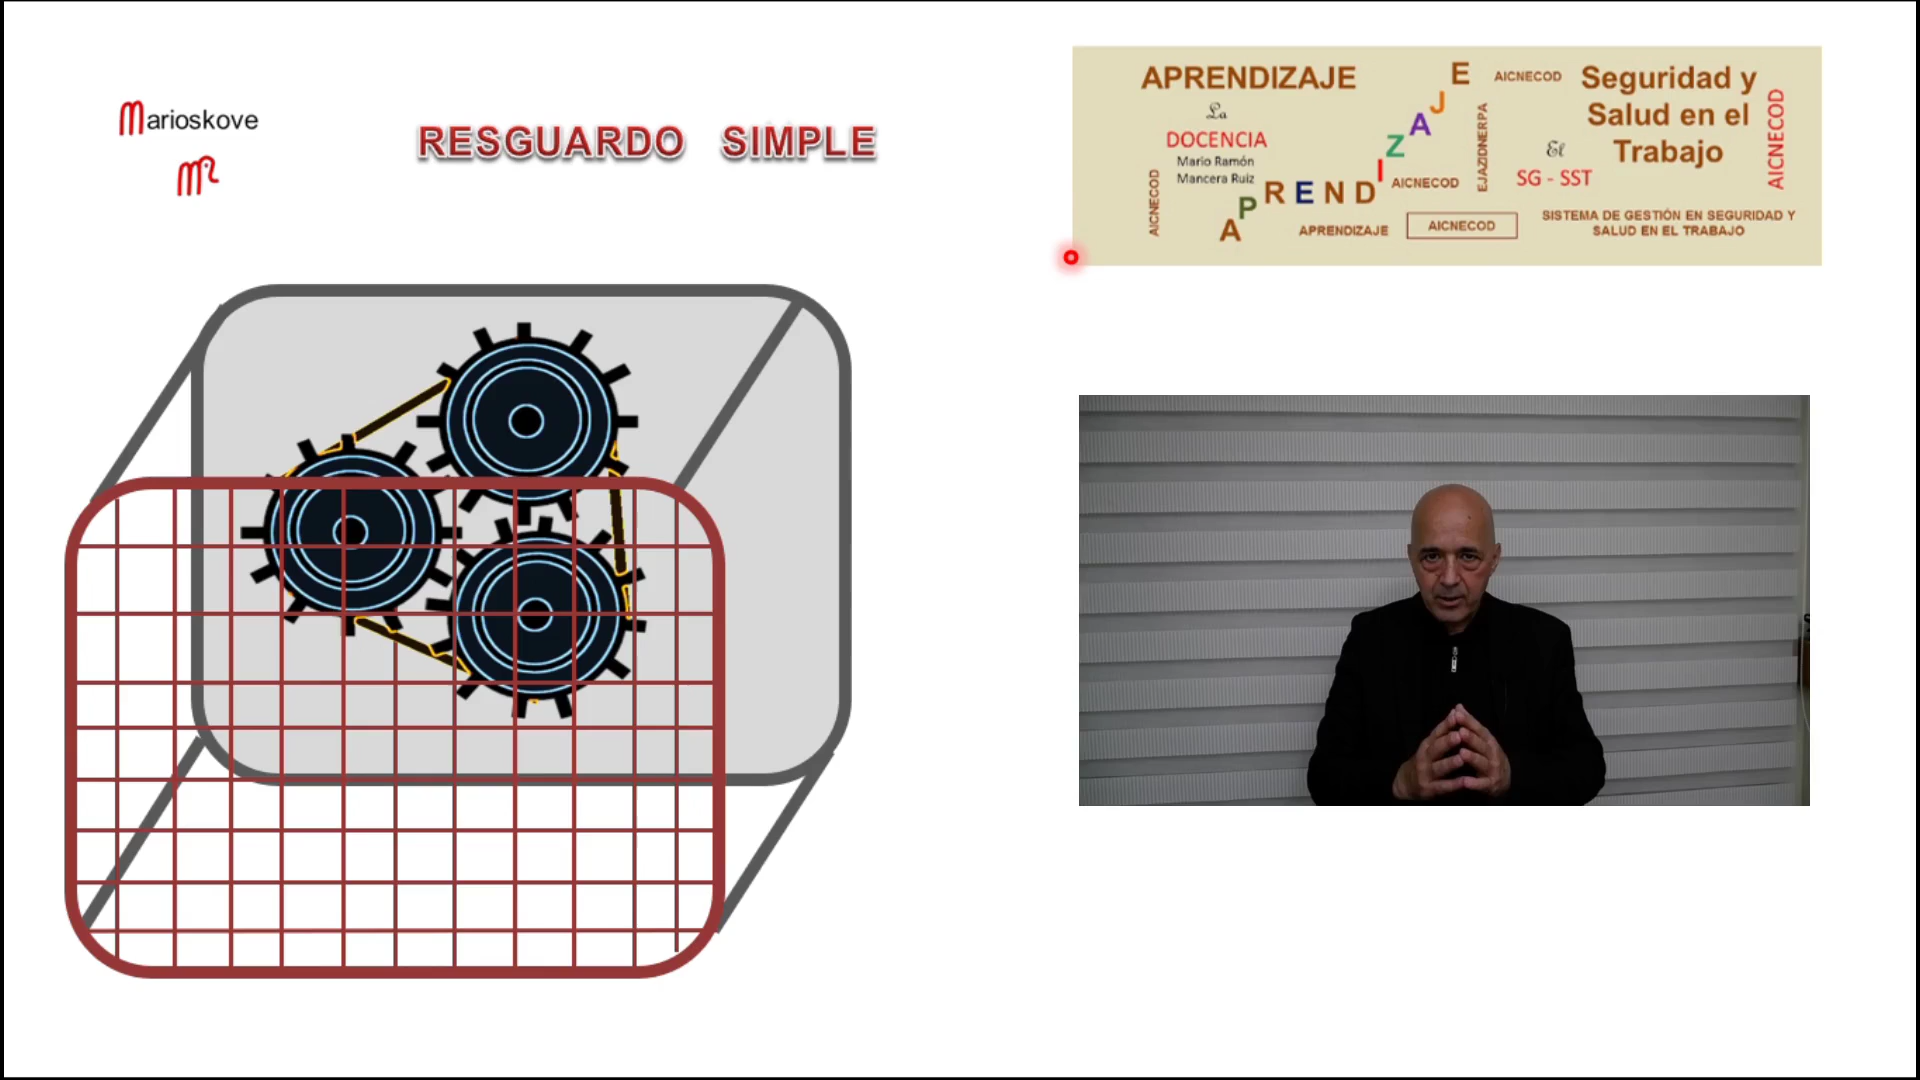 Marioskove
RESGUARDO SIMPLE
APRENDIZAJE
La
DOCENCIA
Mario Ramón
Mancera Ruiz
AICNECOD
APRENDIZAJE
APRENDIZAJE
AICNECOD
AICNECOD
EJAZIDNERPA
AICNECOD
El
SG - SST
Seguridad y
Salud en el
Trabajo
AICNECOD
SISTEMA DE GESTIÓN EN SEGURIDAD Y
SALUD EN EL TRABAJO